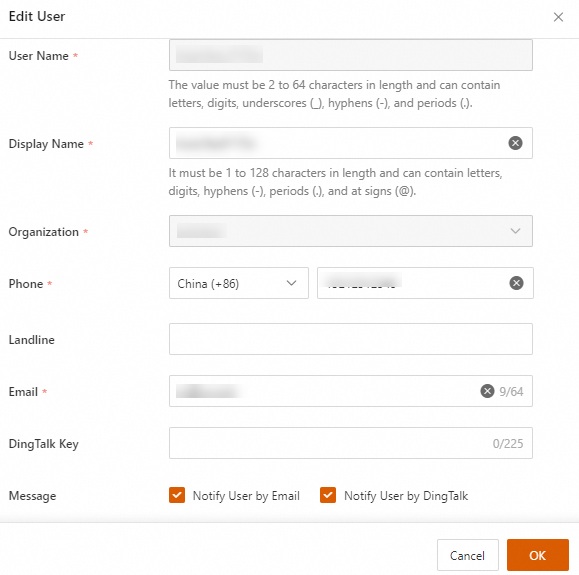 Edit User
User Name *
The value must be 2 to 64 characters in length and can contain
letters, digits, underscores (_), hyphens (-), and periods (.).
Display Name *
It must be 1 to 128 characters in length and can contain letters,
digits, hyphens (-), periods (.), and at signs (@).
Organization *
Phone * China (+86)
Landline
Email * 9/64
DingTalk Key 0/225
Message Notify User by Email Notify User by DingTalk
Cancel OK